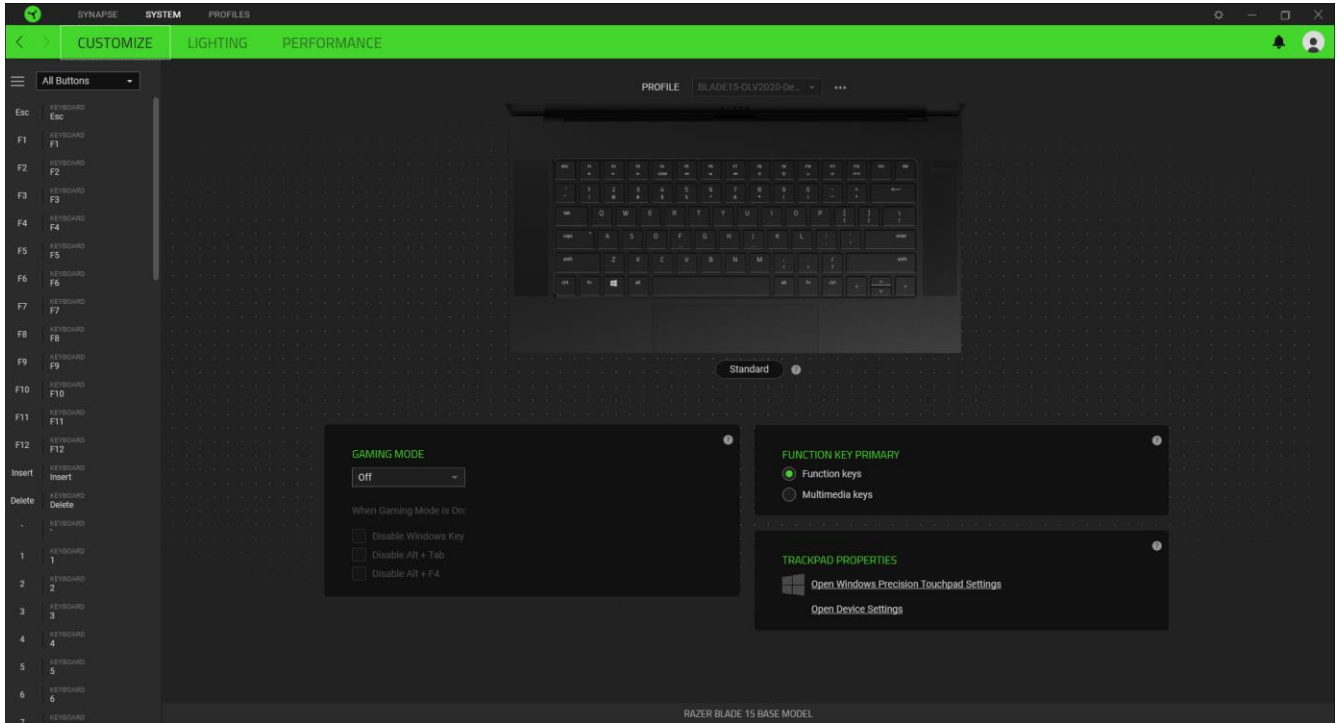 SYNAPSE SYSTEM PROFILES
CUSTOMIZE LIGHTING PERFORMANCE
All Buttons
PROFILE BLADE15-OLV2020-De...
Esc KEYBOARD Esc
F1 KEYBOARD F1
F2 KEYBOARD F2
F3 KEYBOARD F3
F4 KEYBOARD F4
F5 KEYBOARD F5
F6 KEYBOARD F6
F7 KEYBOARD F7
F8 KEYBOARD F8
F9 KEYBOARD F9
F10 KEYBOARD F10
F11 KEYBOARD F11
F12 KEYBOARD F12
Insert KEYBOARD Insert
Delete KEYBOARD Delete
` KEYBOARD `
1 KEYBOARD 1
2 KEYBOARD 2
3 KEYBOARD 3
4 KEYBOARD 4
5 KEYBOARD 5
6 KEYBOARD 6
7 KEYBOARD
Q W E R T Y U I O P
A S D F G H J K L
Z X C V B N M
Standard
GAMING MODE
Off
When Gaming Mode is On:
Disable Windows Key
Disable Alt + Tab
Disable Alt + F4
FUNCTION KEY PRIMARY
Function keys
Multimedia keys
TRACKPAD PROPERTIES
Open Windows Precision Touchpad Settings
Open Device Settings
RAZER BLADE 15 BASE MODEL